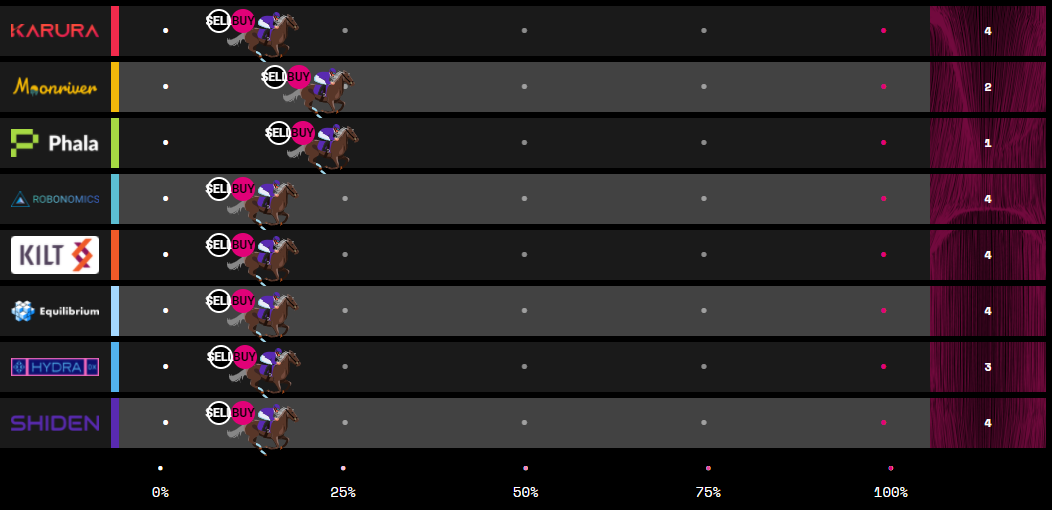 KARURA SELL BUY 4
Moonriver SELL BUY 2
Phala SELL BUY 1
ROBONOMICS SELL BUY 4
KILT SELL BUY 4
Equilibrium SELL BUY 4
HYDRA DX SELL BUY 3
SHIDEN SELL BUY 4
0% 25% 50% 75% 100%